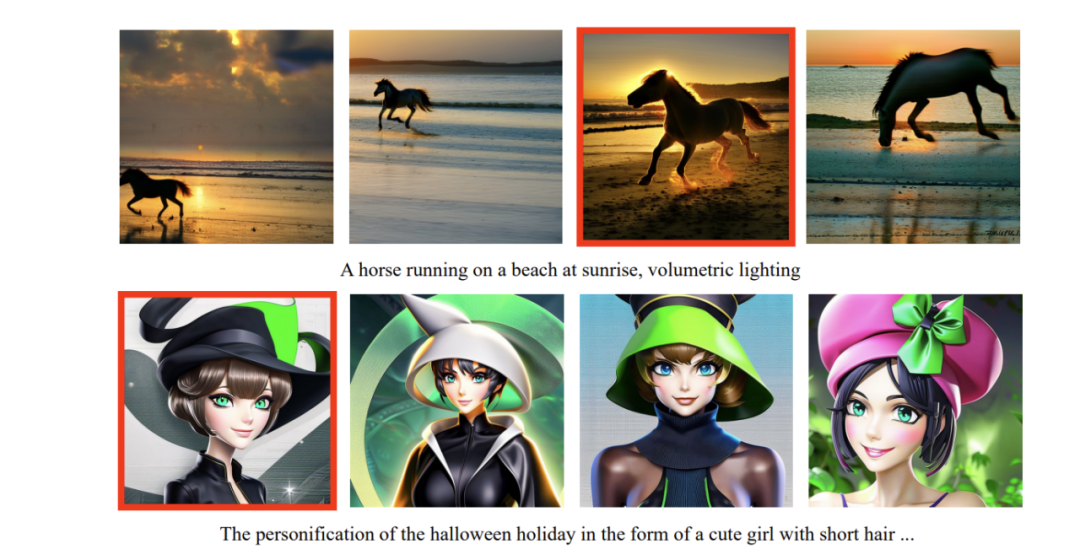 A horse running on a beach at sunrise, volumetric lighting
The personification of the halloween holiday in the form of a cute girl with short hair ...